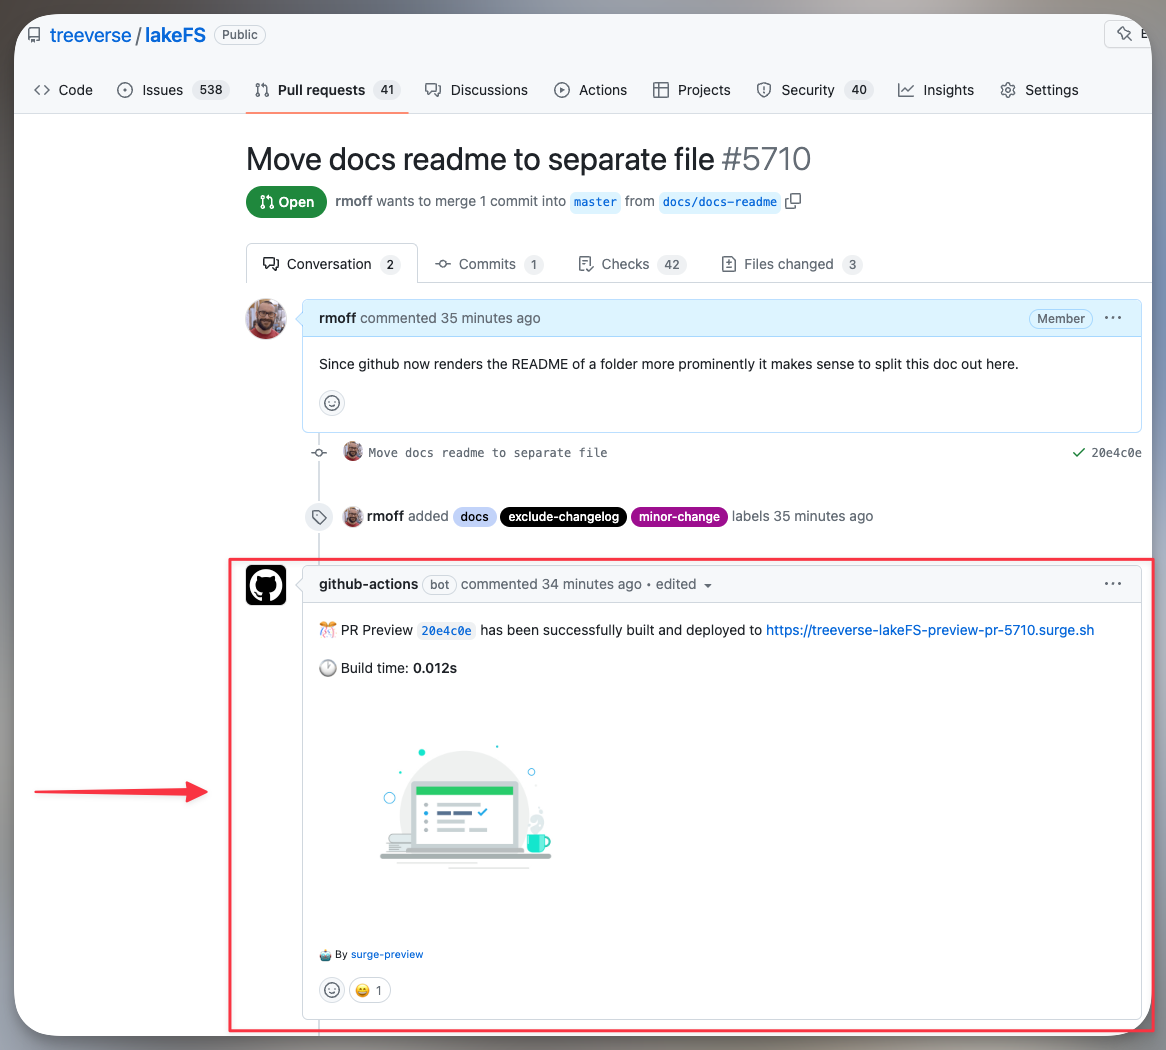 treeverse / lakeFS Public
Code Issues 538 Pull requests 41 Discussions Actions Projects Security 40 Insights Settings
Move docs readme to separate file #5710
Open rmoff wants to merge 1 commit into master from docs/docs-readme
Conversation 2 Commits 1 Checks 42 Files changed 3
rmoff commented 35 minutes ago Member
Since github now renders the README of a folder more prominently it makes sense to split this doc out here.
Move docs readme to separate file 20e4c0e
rmoff added docs exclude-changelog minor-change labels 35 minutes ago
github-actions bot commented 34 minutes ago • edited
🎊 PR Preview 20e4c0e has been successfully built and deployed to https://treeverse-lakeFS-preview-pr-5710.surge.sh
🕐 Build time: 0.012s
🤖 By surge-preview
😄 1